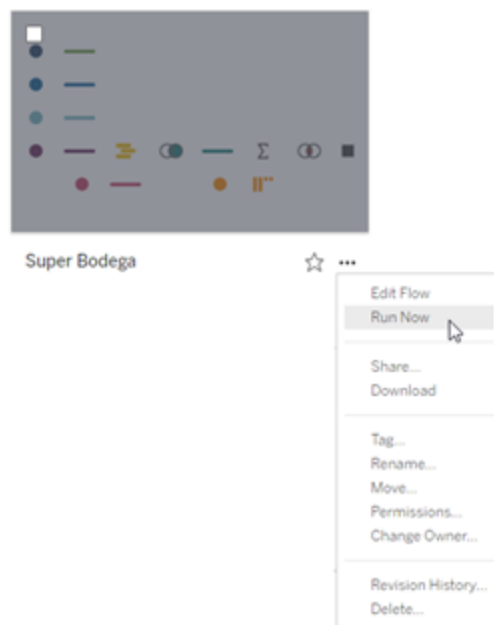 Super Bodega
Edit Flow
Run Now
Share...
Download
Tag...
Rename...
Move...
Permissions...
Change Owner...
Revision History...
Delete...